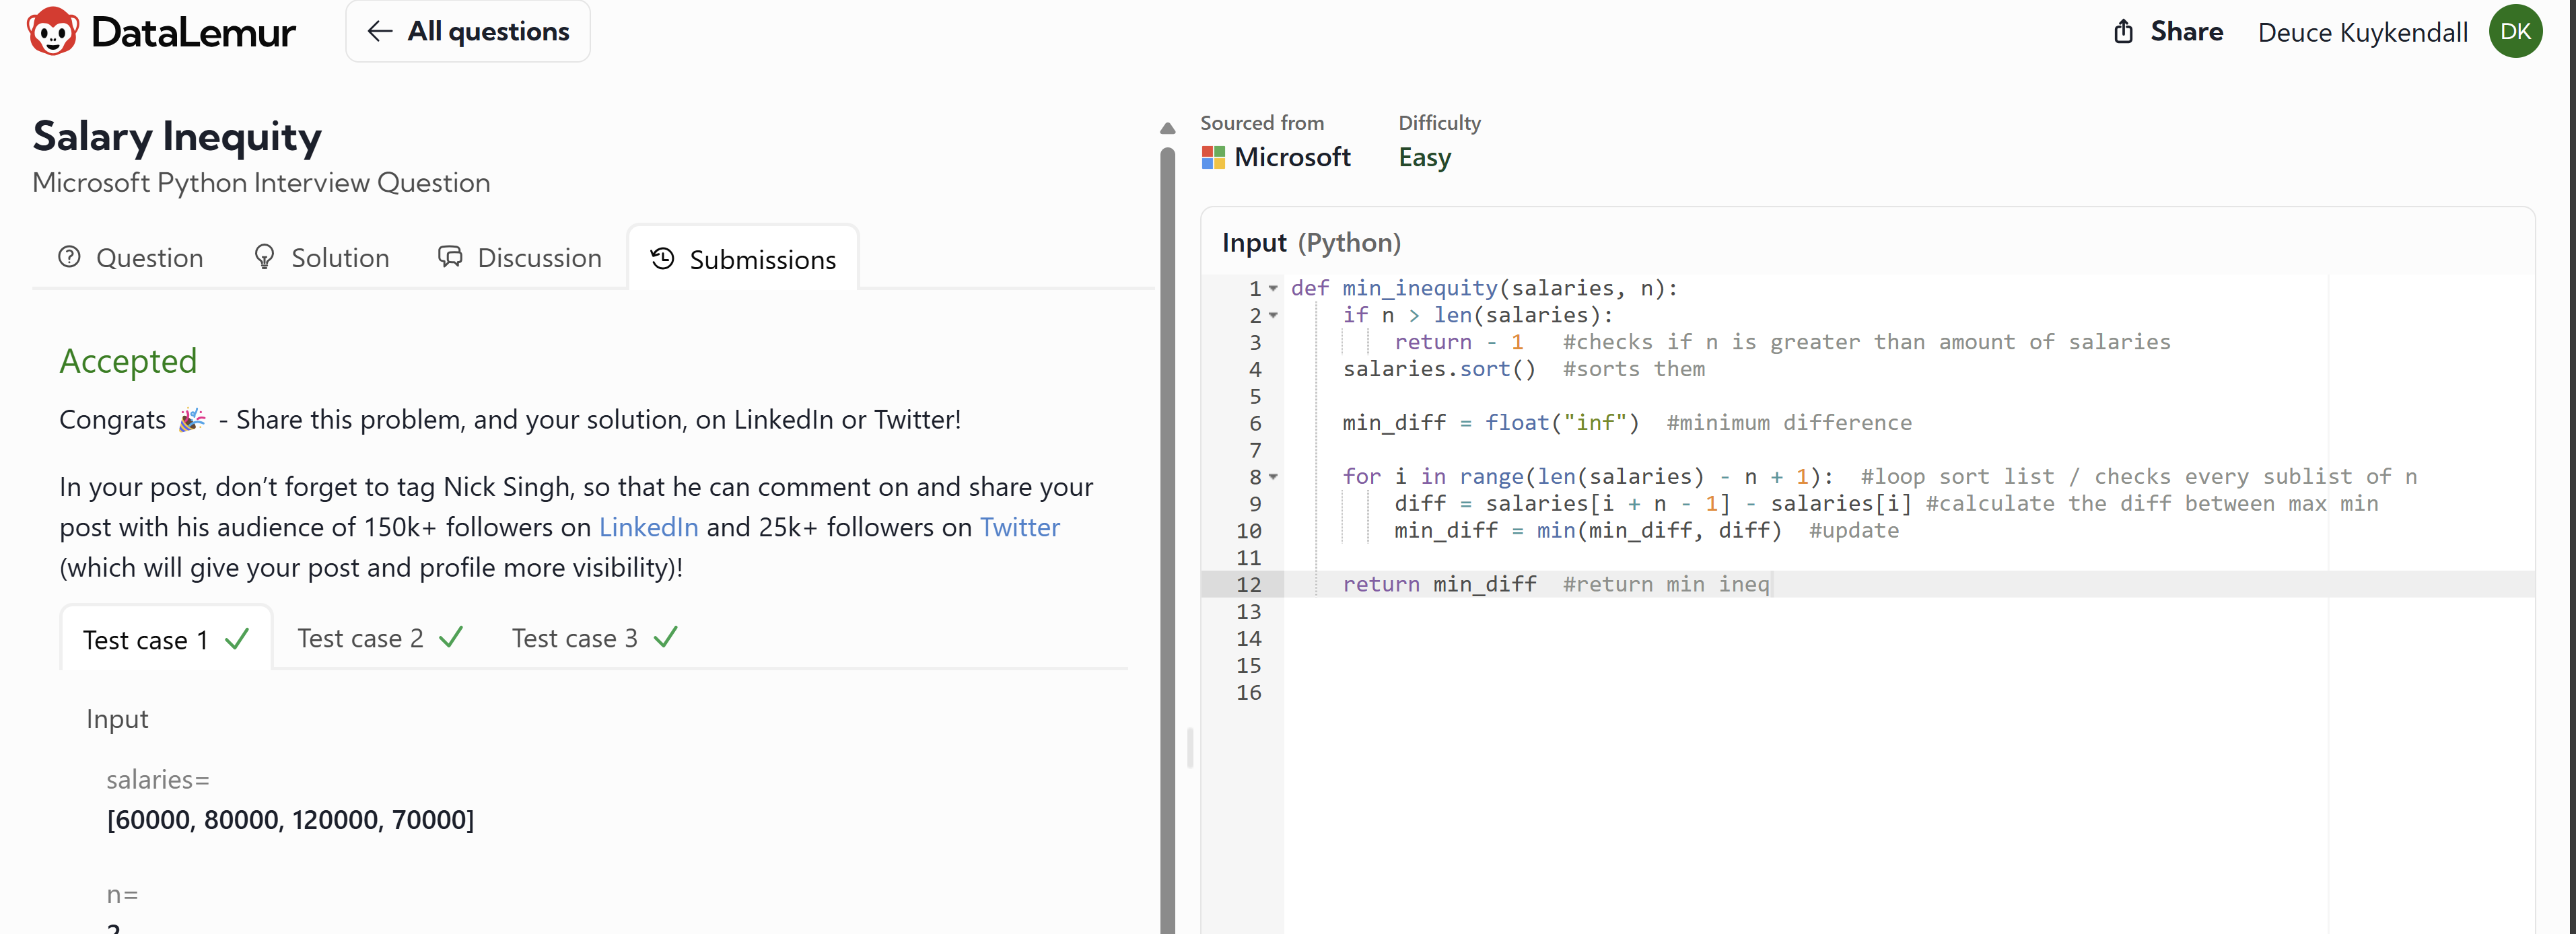 DataLemur
← All questions
Share
Deuce Kuykendall
DK
Salary Inequity
Microsoft Python Interview Question
Question
Solution
Discussion
Submissions
Accepted
Congrats 🎉 - Share this problem, and your solution, on LinkedIn or Twitter!
In your post, don’t forget to tag Nick Singh, so that he can comment on and share your
post with his audience of 150k+ followers on LinkedIn and 25k+ followers on Twitter
(which will give your post and profile more visibility)!
Test case 1 ✓
Test case 2 ✓
Test case 3 ✓
Input
salaries=
[60000, 80000, 120000, 70000]
n=
Sourced from
Microsoft
Difficulty
Easy
Input (Python)
1 def min_inequity(salaries, n):
2     if n > len(salaries):
3         return - 1   #checks if n is greater than amount of salaries
4     salaries.sort()  #sorts them
5
6     min_diff = float("inf")  #minimum difference
7
8     for i in range(len(salaries) - n + 1):  #loop sort list / checks every sublist of n
9         diff = salaries[i + n - 1] - salaries[i] #calculate the diff between max min
10         min_diff = min(min_diff, diff)  #update
11
12     return min_diff  #return min ineq
13
14
15
16